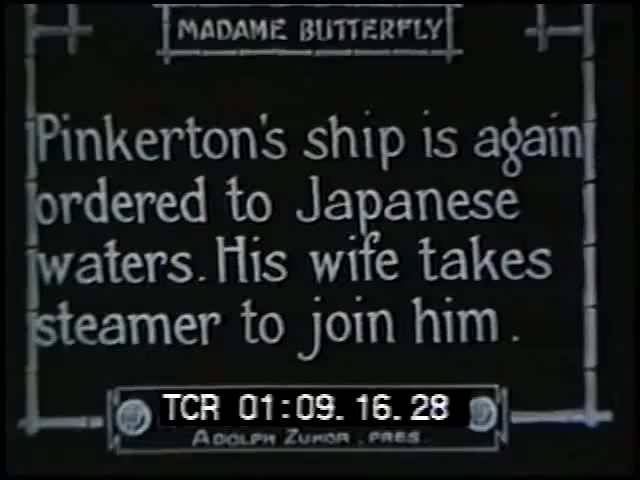 MADAME BUTTERFLY
Pinkerton's ship is again
ordered to Japanese
waters. His wife takes
steamer to join him.
TCR 01:09.16.28
ADOLPH ZUKOR, PRES.